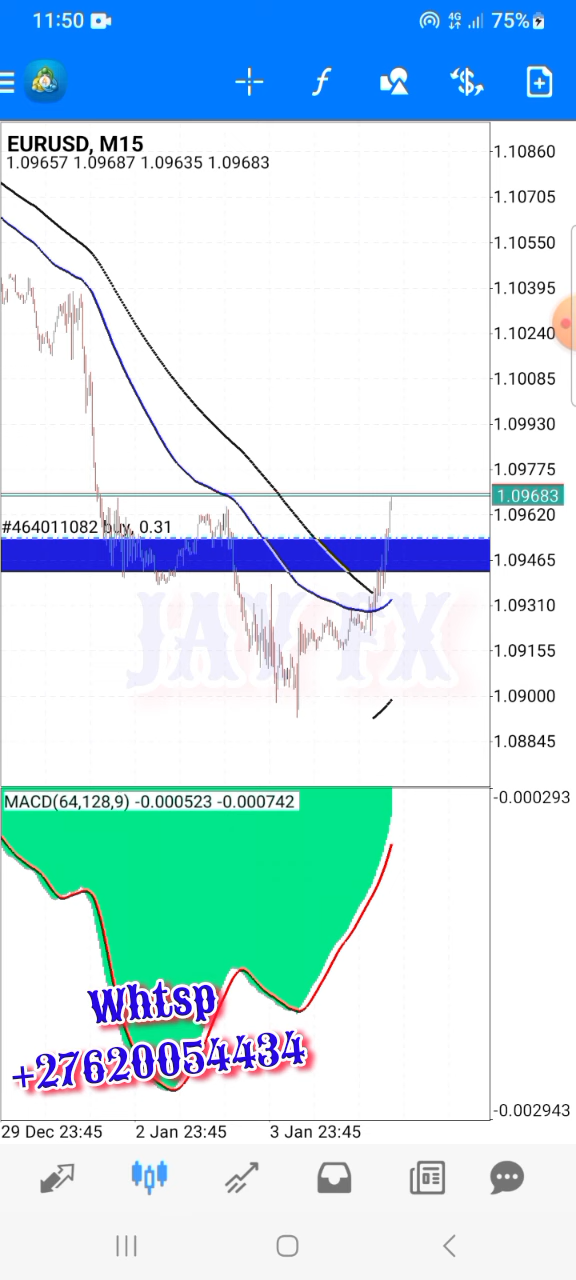 11:50
4G
75%
EURUSD, M15
1.09657 1.09687 1.09635 1.09683
1.10860
1.10705
1.10550
1.10395
1.10240
1.10085
1.09930
1.09775
1.09683
1.09620
#464011082 buy, 0.31
1.09465
1.09310
1.09155
JAY FX
1.09000
1.08845
MACD(64,128,9) -0.000523 -0.000742
-0.000293
Whtsp
+27620054434
-0.002943
29 Dec 23:45
2 Jan 23:45
3 Jan 23:45